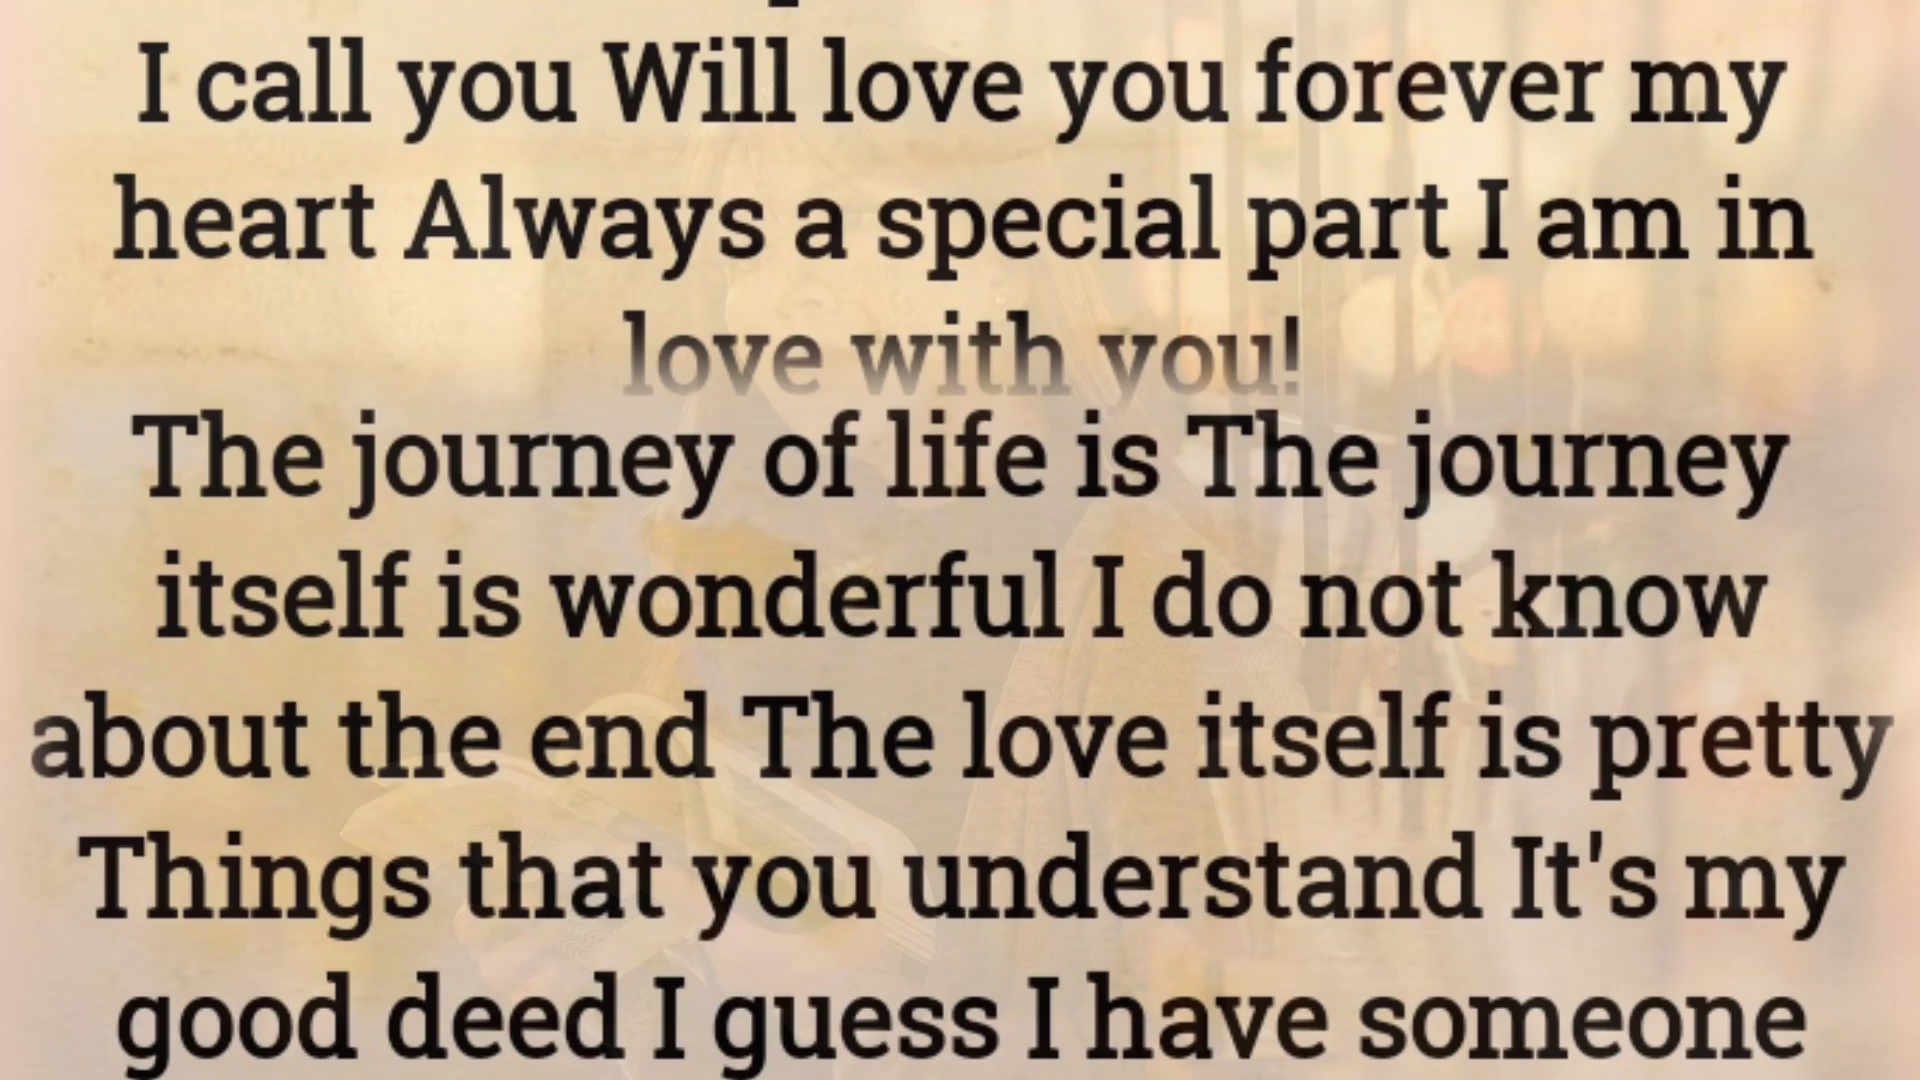 I call you Will love you forever my
heart Always a special part I am in
love with you!
The journey of life is The journey
itself is wonderful I do not know
about the end The love itself is pretty
Things that you understand It's my
good deed I guess I have someone